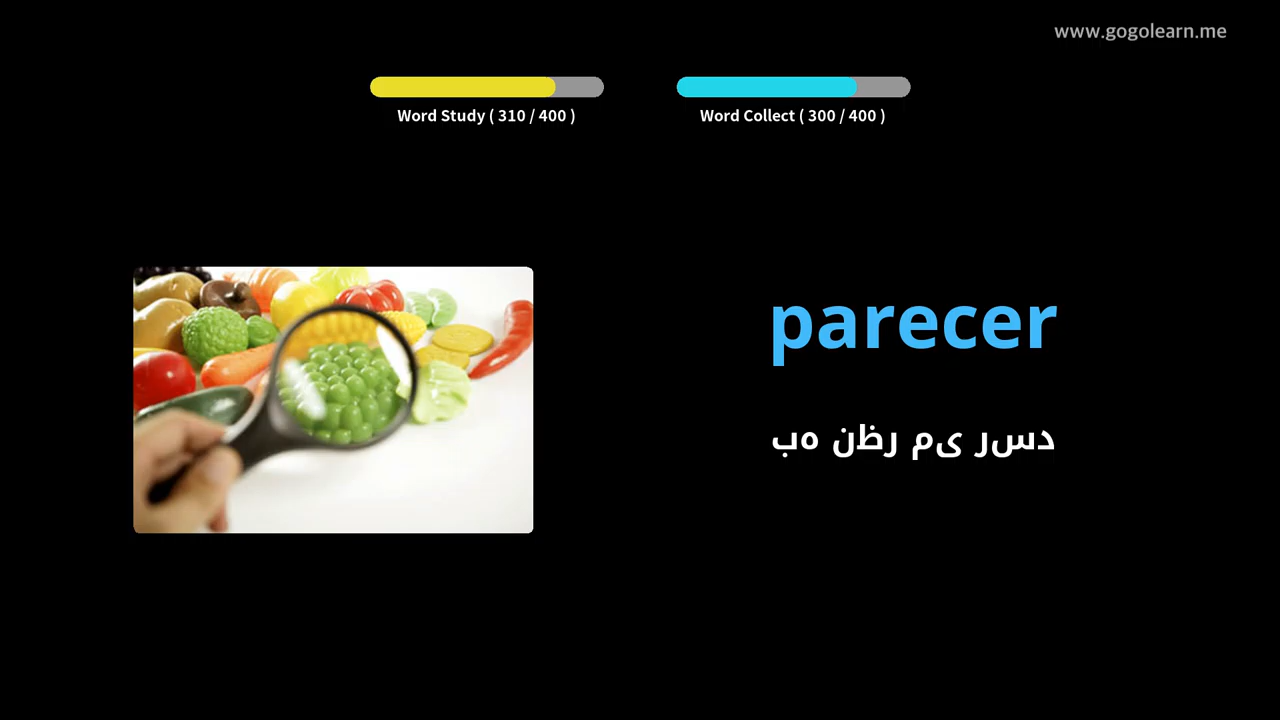 www.gogolearn.me
Word Study ( 310 / 400 )
Word Collect ( 300 / 400 )
parecer
به نظر می رسد